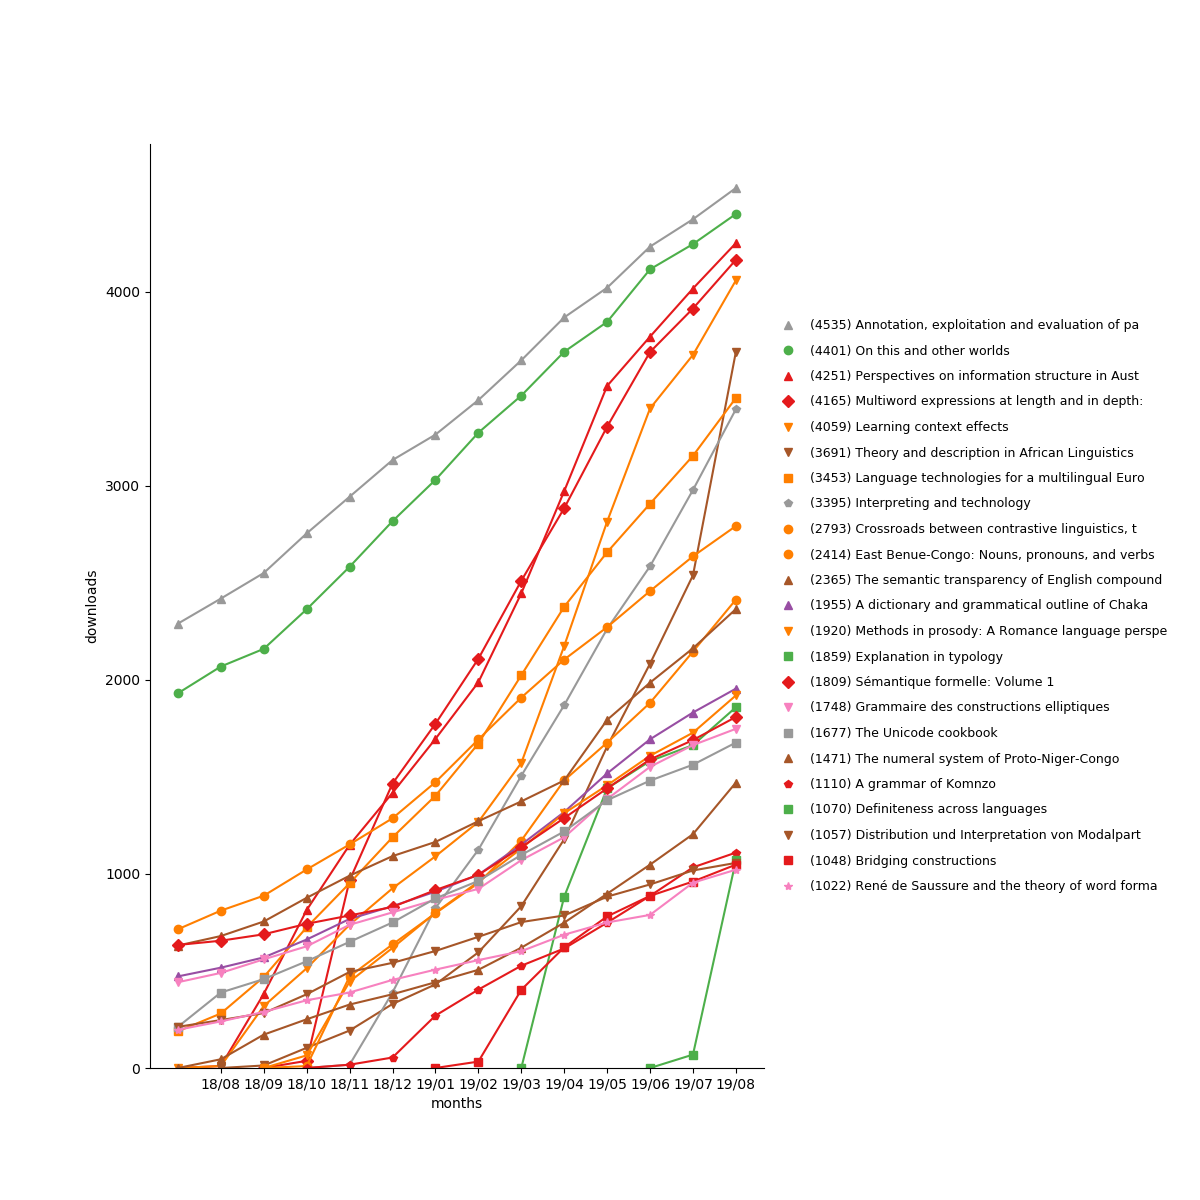 4000
3000
2000
1000
0
downloads
18/08 18/09 18/10 18/11 18/12 19/01 19/02 19/03 19/04 19/05 19/06 19/07 19/08
months
(4535) Annotation, exploitation and evaluation of pa
(4401) On this and other worlds
(4251) Perspectives on information structure in Aust
(4165) Multiword expressions at length and in depth:
(4059) Learning context effects
(3691) Theory and description in African Linguistics
(3453) Language technologies for a multilingual Euro
(3395) Interpreting and technology
(2793) Crossroads between contrastive linguistics, t
(2414) East Benue-Congo: Nouns, pronouns, and verbs
(2365) The semantic transparency of English compound
(1955) A dictionary and grammatical outline of Chaka
(1920) Methods in prosody: A Romance language perspe
(1859) Explanation in typology
(1809) Sémantique formelle: Volume 1
(1748) Grammaire des constructions elliptiques
(1677) The Unicode cookbook
(1471) The numeral system of Proto-Niger-Congo
(1110) A grammar of Komnzo
(1070) Definiteness across languages
(1057) Distribution und Interpretation von Modalpart
(1048) Bridging constructions
(1022) René de Saussure and the theory of word forma